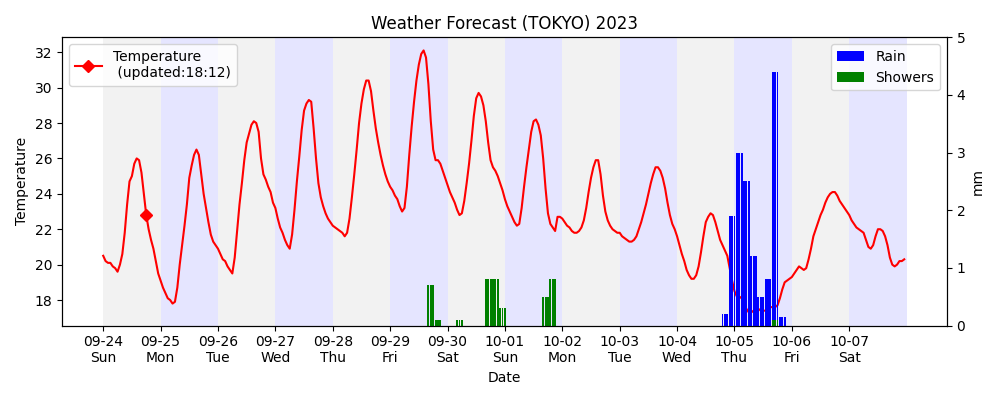 Weather Forecast (TOKYO) 2023
Temperature
(updated:18:12)
Rain
Showers
Temperature
32
30
28
26
24
22
20
18
5
4
3
2
1
0
mm
09-24 09-25 09-26 09-27 09-28 09-29 09-30 10-01 10-02 10-03 10-04 10-05 10-06 10-07
Sun Mon Tue Wed Thu Fri Sat Sun Mon Tue Wed Thu Fri Sat
Date